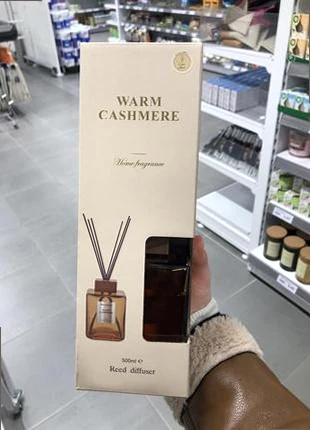 WARM
CASHMERE
Home fragrance
500ml ℮
Reed diffuser